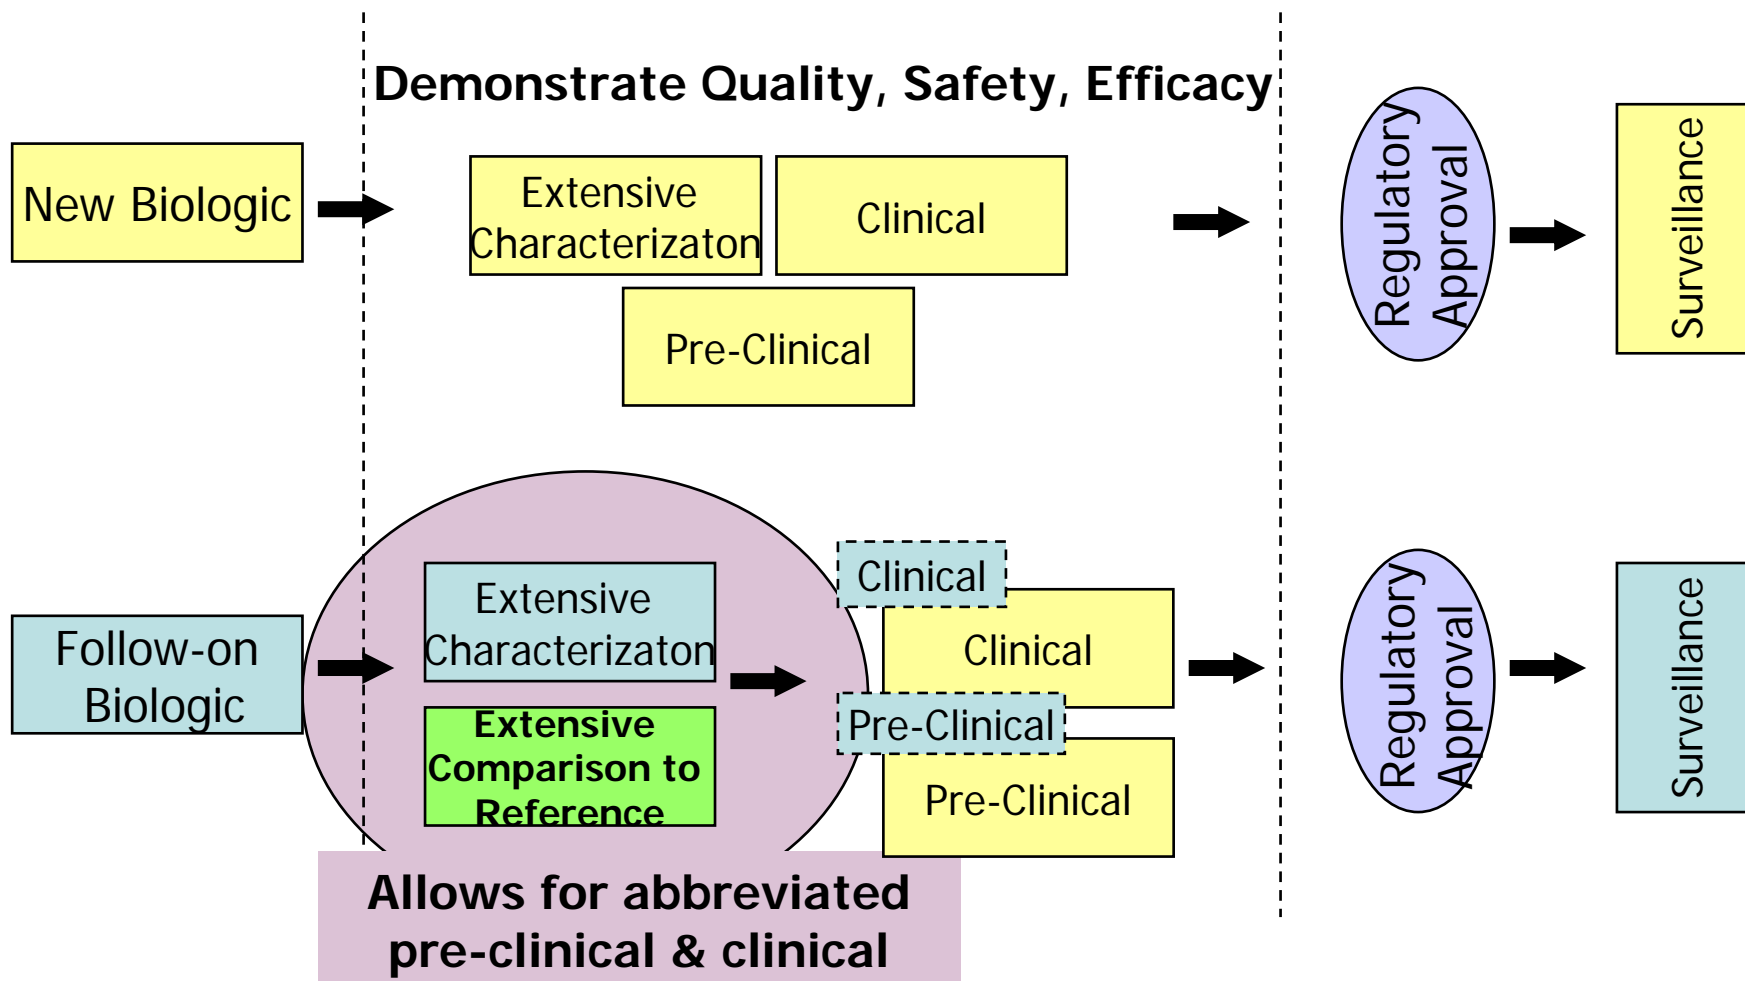 Demonstrate Quality, Safety, Efficacy
New Biologic
Extensive
Characterizaton
Clinical
Pre-Clinical
Regulatory
Approval
Surveillance
Follow-on
Biologic
Extensive
Characterizaton
Extensive
Comparison to
Reference
Clinical
Clinical
Pre-Clinical
Pre-Clinical
Regulatory
Approval
Surveillance
Allows for abbreviated
pre-clinical & clinical